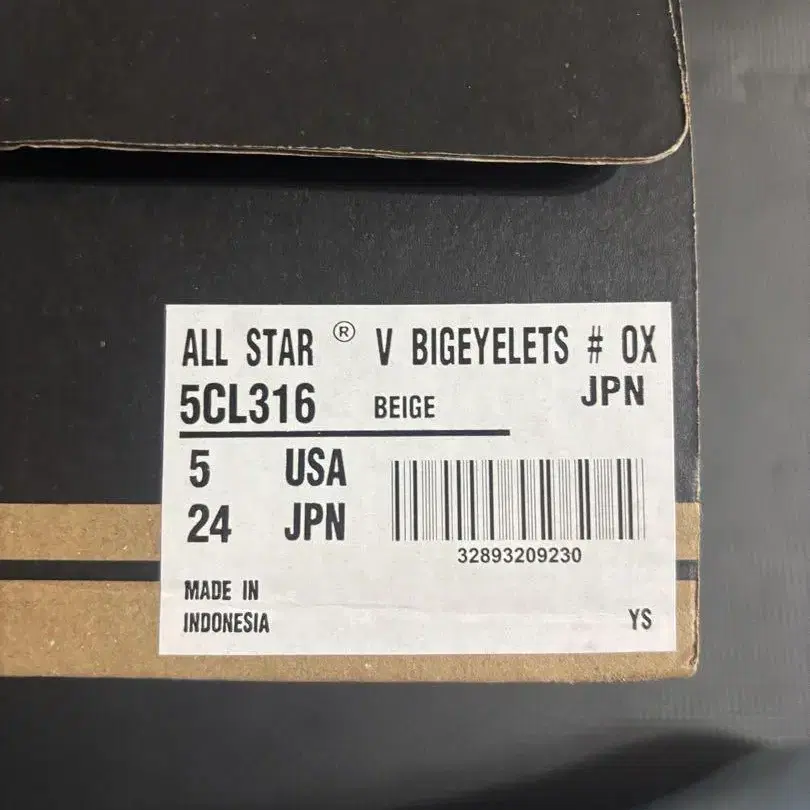 ALL STAR ® V BIGEYELETS # OX
5CL316 BEIGE JPN
5 USA
24 JPN
32893209230
MADE IN
INDONESIA
YS